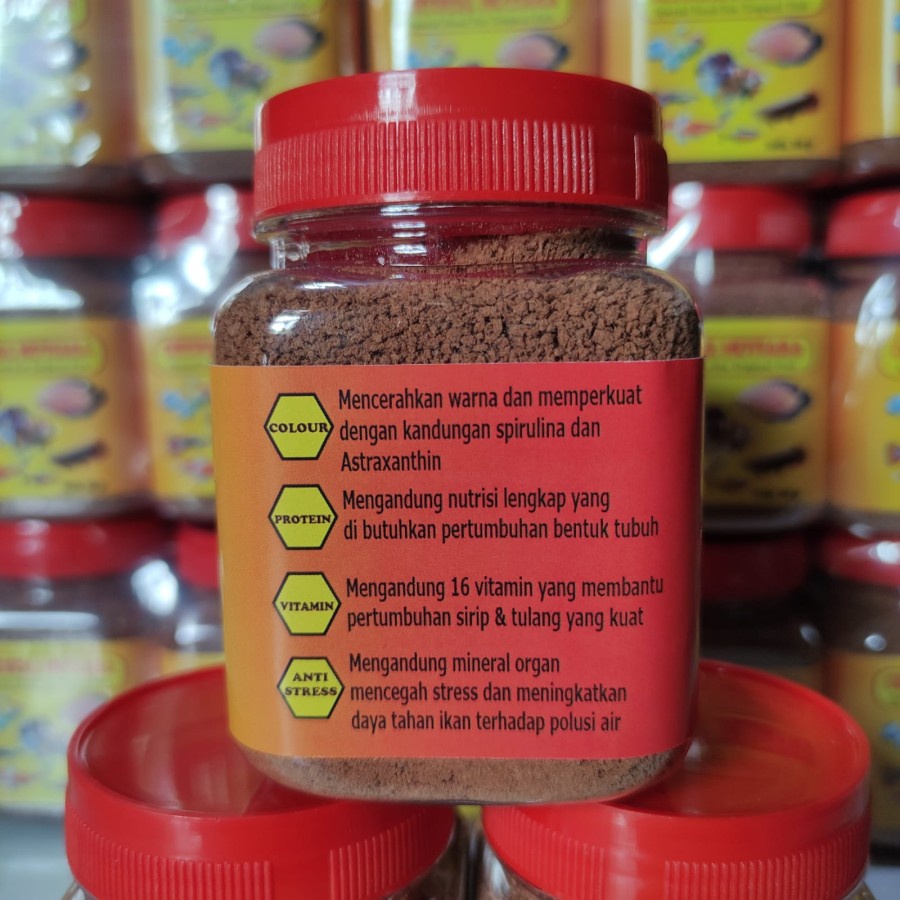 COLOUR
Mencerahkan warna dan memperkuat
dengan kandungan spirulina dan
Astraxanthin
PROTEIN
Mengandung nutrisi lengkap yang
di butuhkan pertumbuhan bentuk tubuh
VITAMIN
Mengandung 16 vitamin yang membantu
pertumbuhan sirip & tulang yang kuat
ANTI
STRESS
Mengandung mineral organ
mencegah stress dan meningkatkan
daya tahan ikan terhadap polusi air